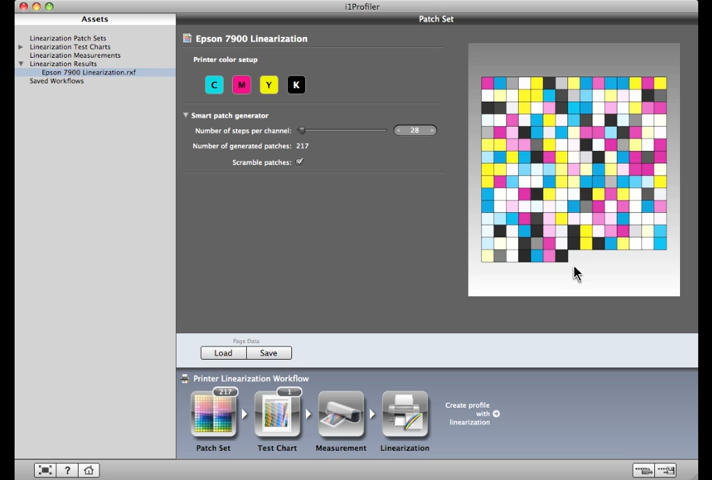 i1Profiler
Assets
Patch Set
Linearization Patch Sets
Linearization Test Charts
Linearization Measurements
Linearization Results
Epson 7900 Linearization.rxf
Saved Workflows
Epson 7900 Linearization
Printer color setup
C M Y K
Smart patch generator
Number of steps per channel: 28
Number of generated patches: 217
Scramble patches:
Page Data
Load Save
Printer Linearization Workflow
217 1
Create profile
with
linearization
Patch Set Test Chart Measurement Linearization
?